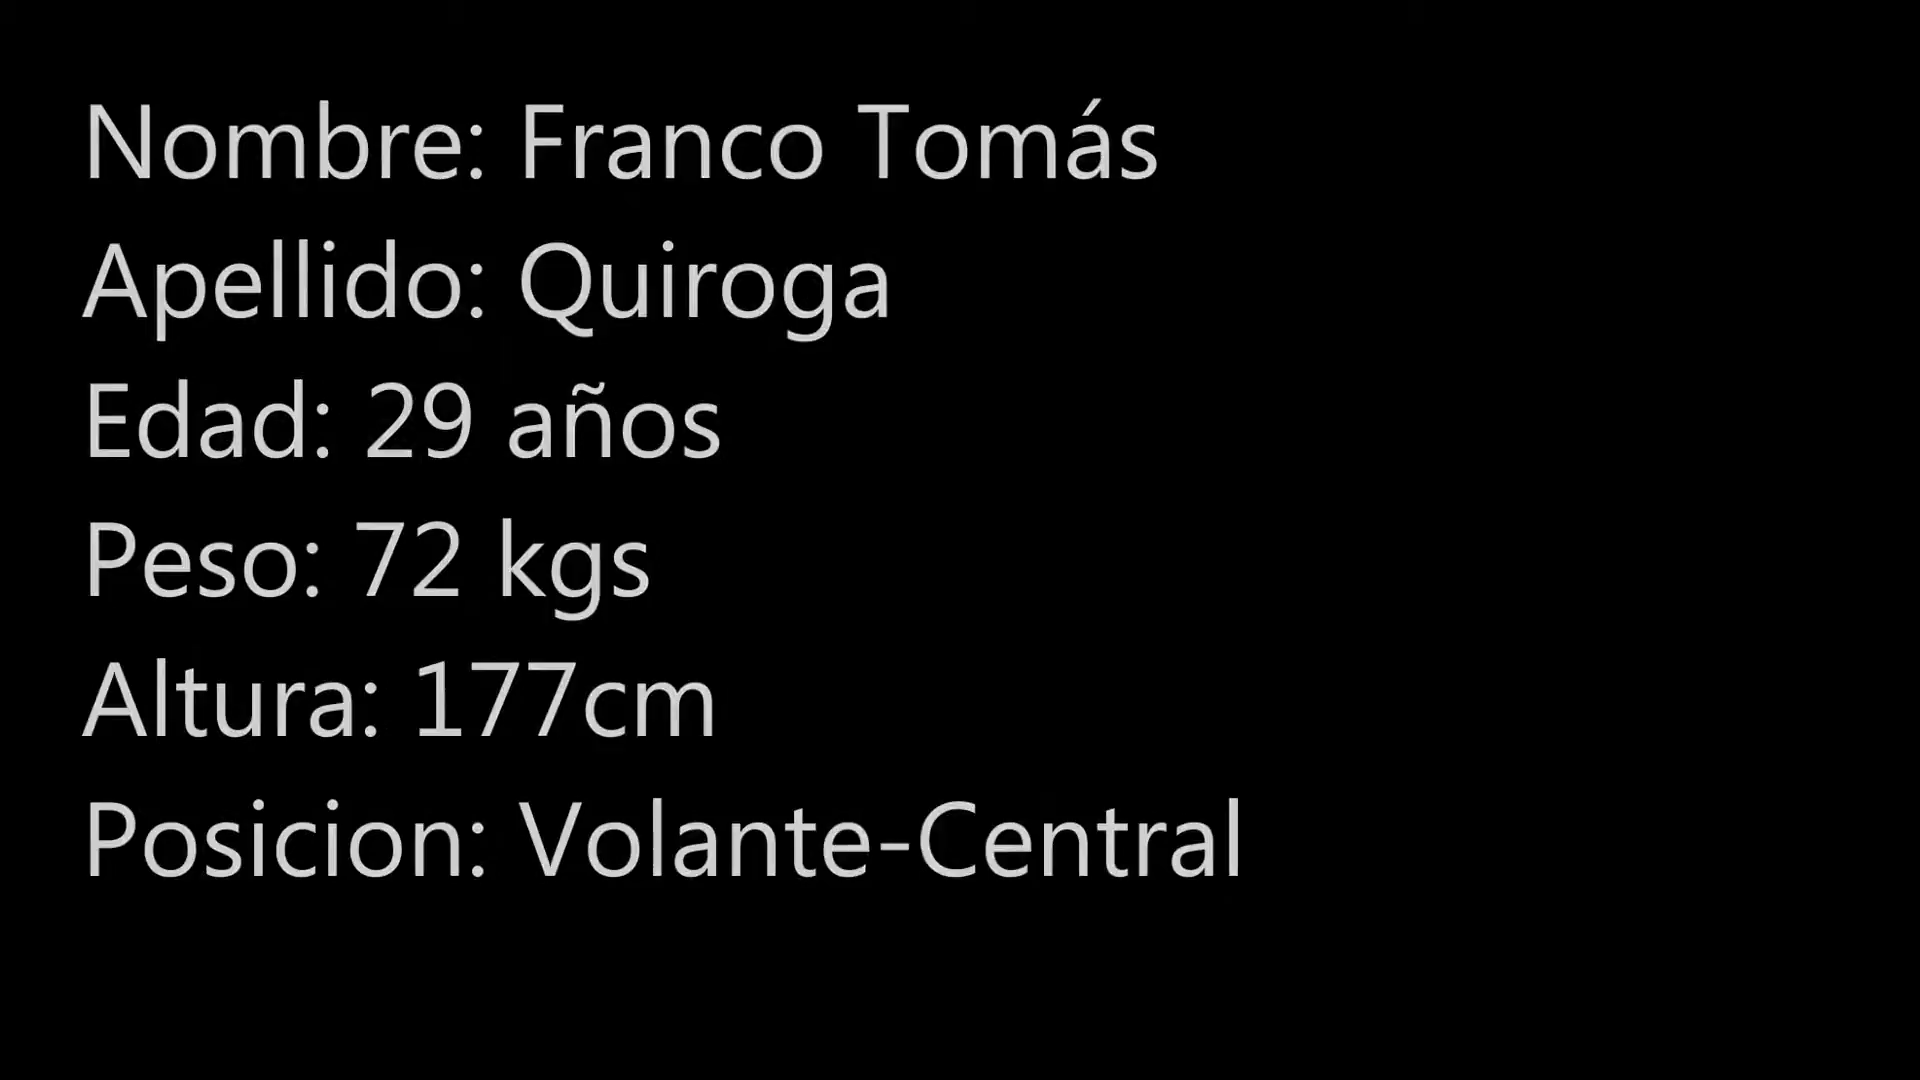 Nombre: Franco Tomás
Apellido: Quiroga
Edad: 29 años
Peso: 72 kgs
Altura: 177cm
Posicion: Volante-Central